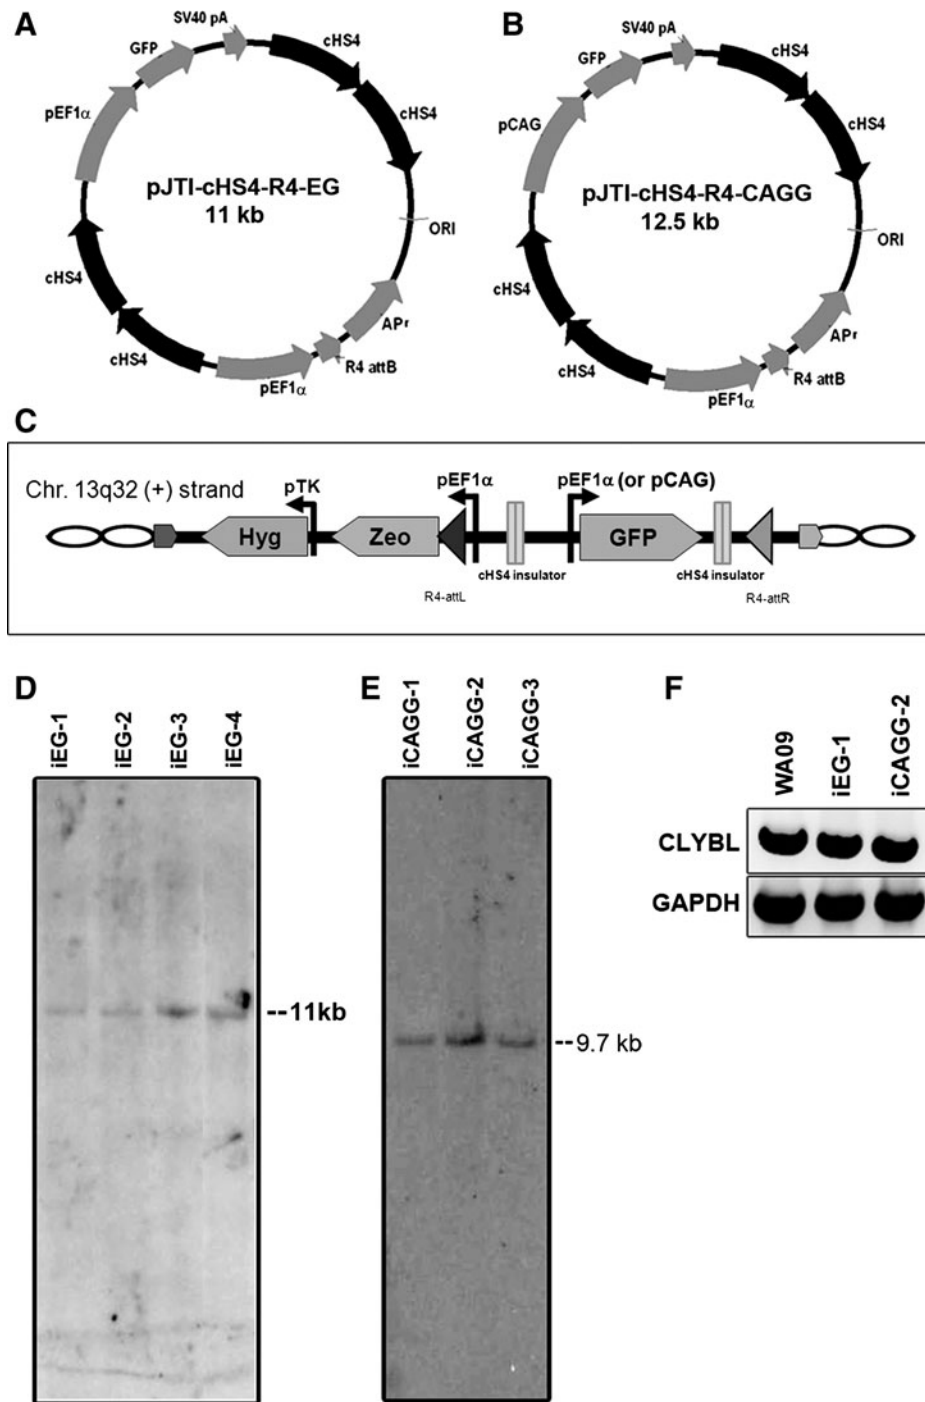 A
SV40 pA
GFP
cHS4
pEF1α
cHS4
pJTI-cHS4-R4-EG
11 kb
ORI
cHS4
APr
cHS4
R4 attB
pEF1α
B
SV40 pA
cHS4
GFP
pCAG
cHS4
pJTI-cHS4-R4-CAGG
12.5 kb
ORI
cHS4
APr
cHS4
R4 attB
pEF1α
C
Chr. 13q32 (+) strand
pTK
pEF1α
pEF1α (or pCAG)
Hyg
Zeo
GFP
cHS4 insulator
cHS4 insulator
R4-attL
R4-attR
D
iEG-1
iEG-2
iEG-3
iEG-4
--11kb
E
iCAGG-1
iCAGG-2
iCAGG-3
--9.7 kb
F
WA09
iEG-1
iCAGG-2
CLYBL
GAPDH